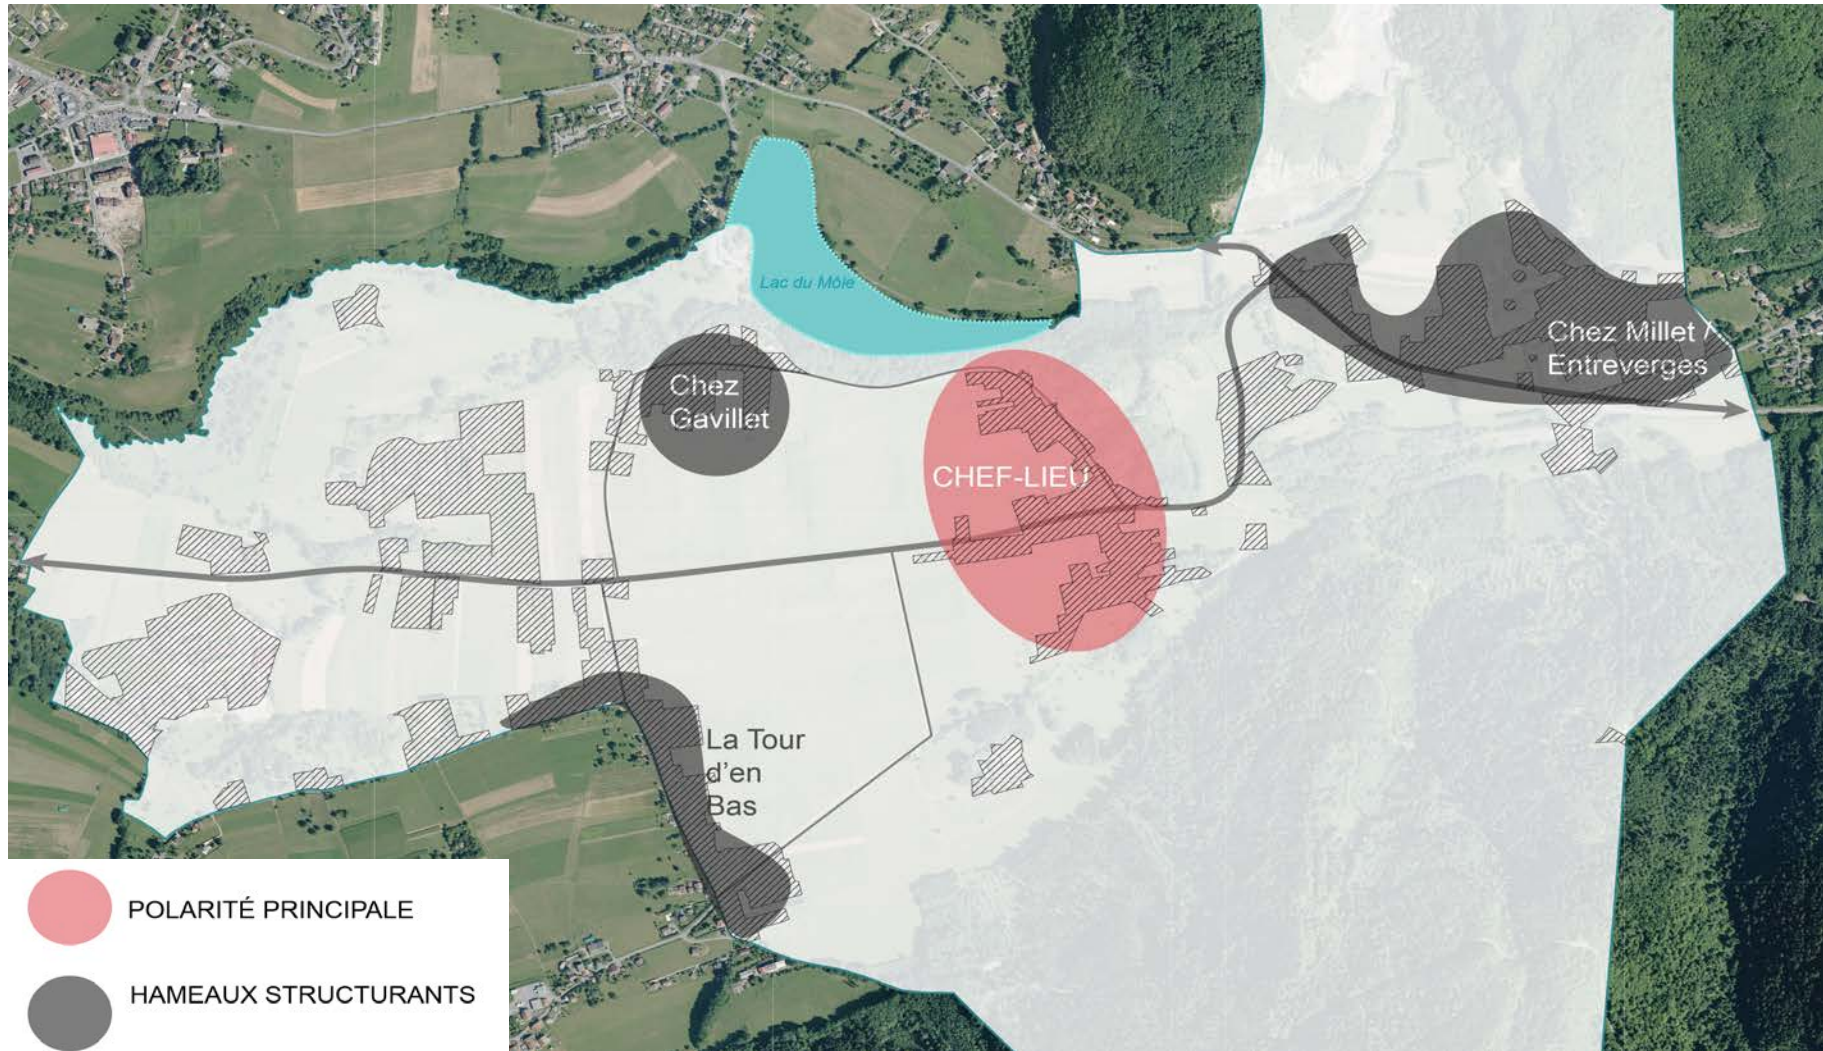 Lac du Môle
Chez Millet /
Entreverges
Chez
Gavillet
CHEF-LIEU
La Tour
d'en
Bas
POLARITÉ PRINCIPALE
HAMEAUX STRUCTURANTS